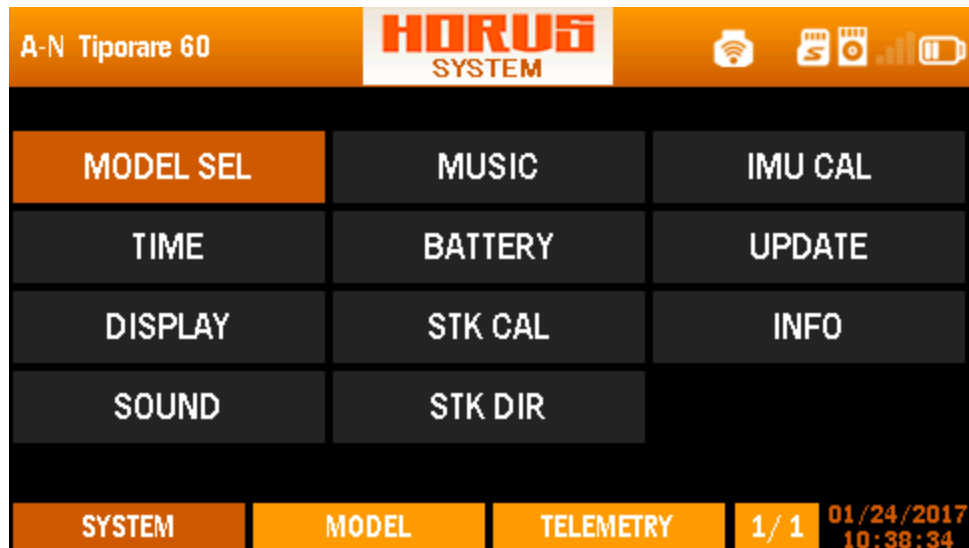 A-N Tiporare 60
HORUS
SYSTEM
S
MODEL SEL MUSIC IMU CAL
TIME BATTERY UPDATE
DISPLAY STK CAL INFO
SOUND STK DIR
SYSTEM MODEL TELEMETRY 1/ 1 01/24/2017
10:38:34